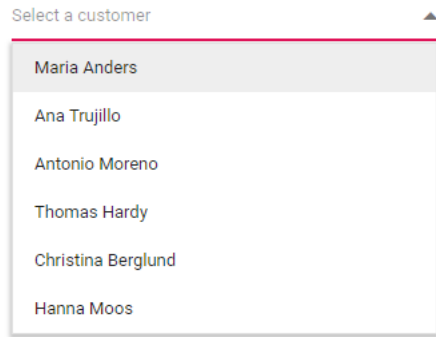 Select a customer
Maria Anders
Ana Trujillo
Antonio Moreno
Thomas Hardy
Christina Berglund
Hanna Moos